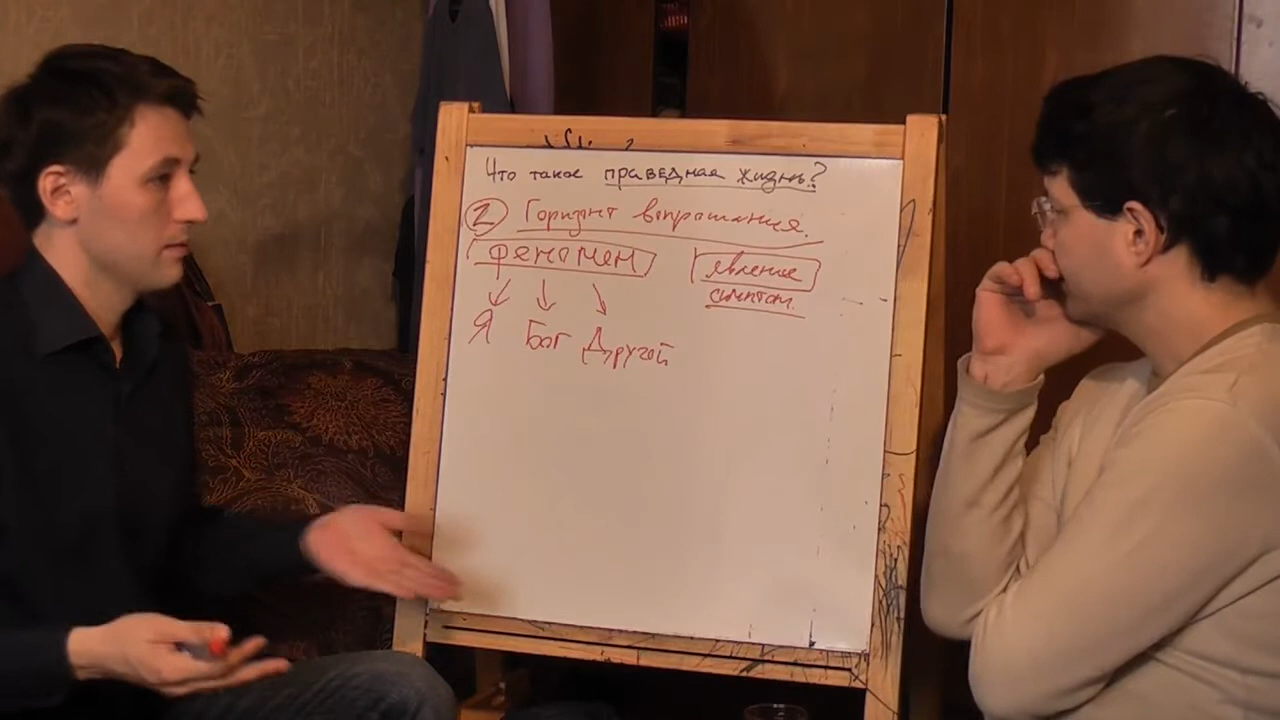 Что такое праведная жизнь?
2 Горизонт вопрошания.
феномен явление
симптом.
Я Бог Другой